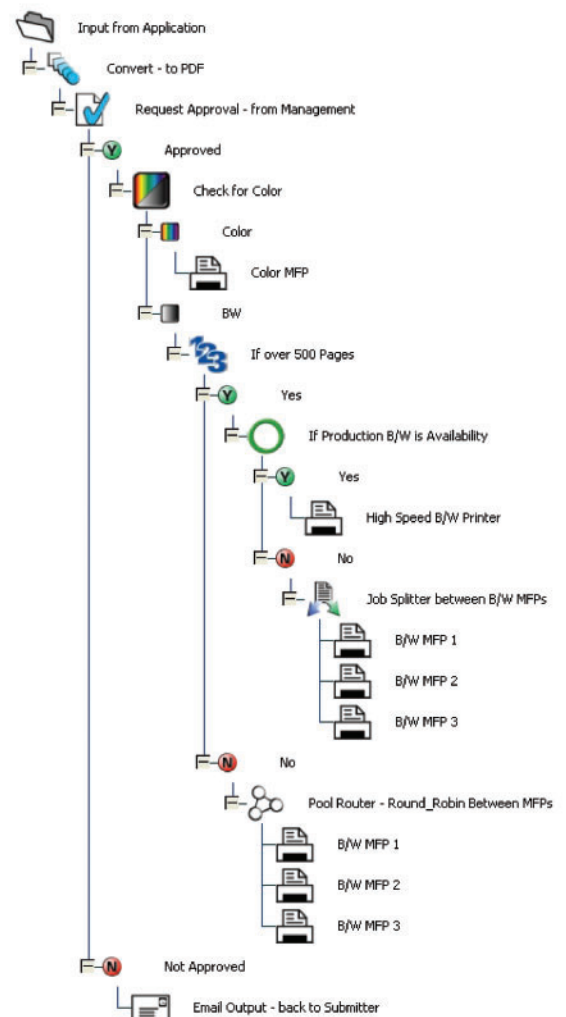 Input from Application
Convert - to PDF
Request Approval - from Management
Y Approved
Check for Color
Color
Color MFP
BW
123 If over 500 Pages
Y Yes
If Production B/W is Availability
Y Yes
High Speed B/W Printer
N No
Job Splitter between B/W MFPs
B/W MFP 1
B/W MFP 2
B/W MFP 3
N No
Pool Router - Round_Robin Between MFPs
B/W MFP 1
B/W MFP 2
B/W MFP 3
N Not Approved
Email Output - back to Submitter